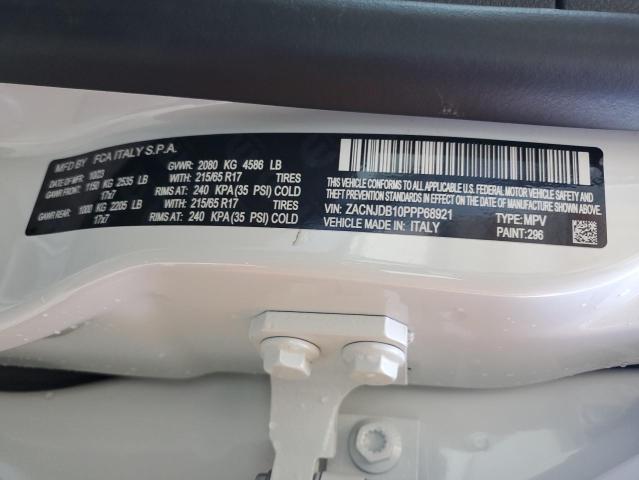 MFD BY FCA ITALY S.P.A.
DATE OF MFR 1023 GVWR: 2080 KG 4586 LB
GAWR FRONT: 1150 KG 2535 LB WITH: 215/65 R17
17x7 RIMS AT: 240 KPA(35 PSI) COLD
GAWR REAR: 1000 KG 2205 LB WITH: 215/65 R17
17x7 RIMS AT: 240 KPA(35 PSI) COLD
THIS VEHICLE CONFORMS TO ALL APPLICABLE U.S. FEDERAL MOTOR VEHICLE SAFETY, BUMPER, AND
THEFT PREVENTION STANDARDS IN EFFECT ON THE DATE OF MANUFACTURE SHOWN ABOVE.
VIN: ZACNJDB10PPP68921 TYPE: MPV
VEHICLE MADE IN: ITALY PAINT:296